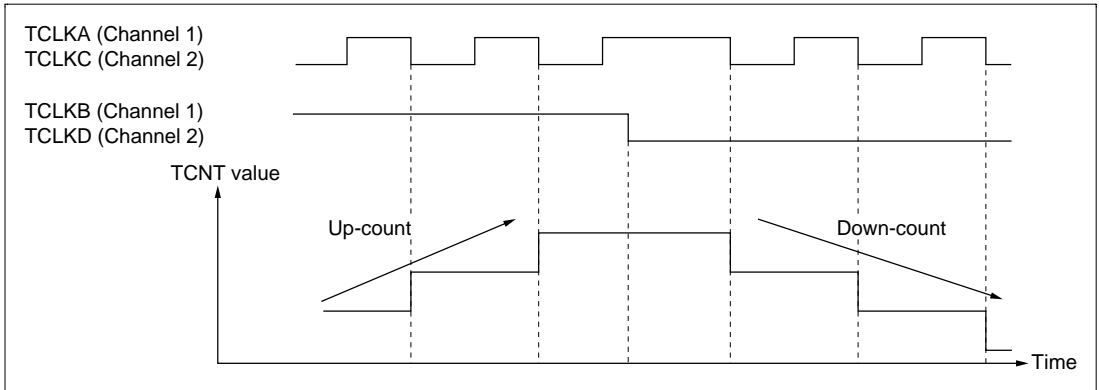 TCLKA (Channel 1)
TCLKC (Channel 2)
TCLKB (Channel 1)
TCLKD (Channel 2)
TCNT value
Up-count
Down-count
Time